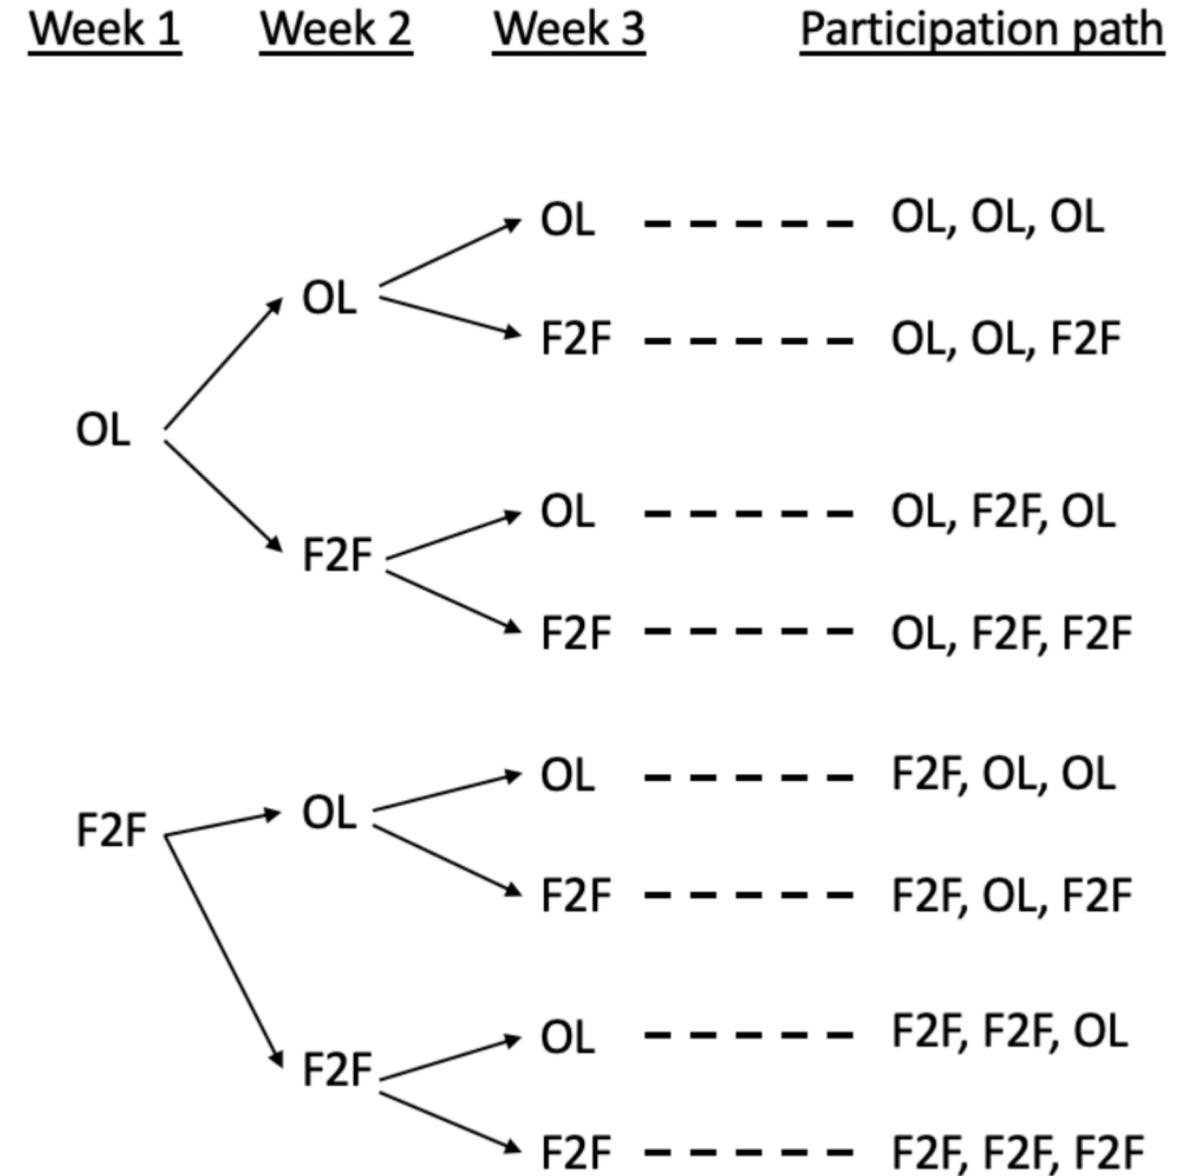 Week 1 Week 2 Week 3 Participation path
OL OL, OL, OL
OL
F2F OL, OL, F2F
OL
OL OL, F2F, OL
F2F
F2F OL, F2F, F2F
OL F2F, OL, OL
OL
F2F
F2F F2F, OL, F2F
OL F2F, F2F, OL
F2F
F2F F2F, F2F, F2F